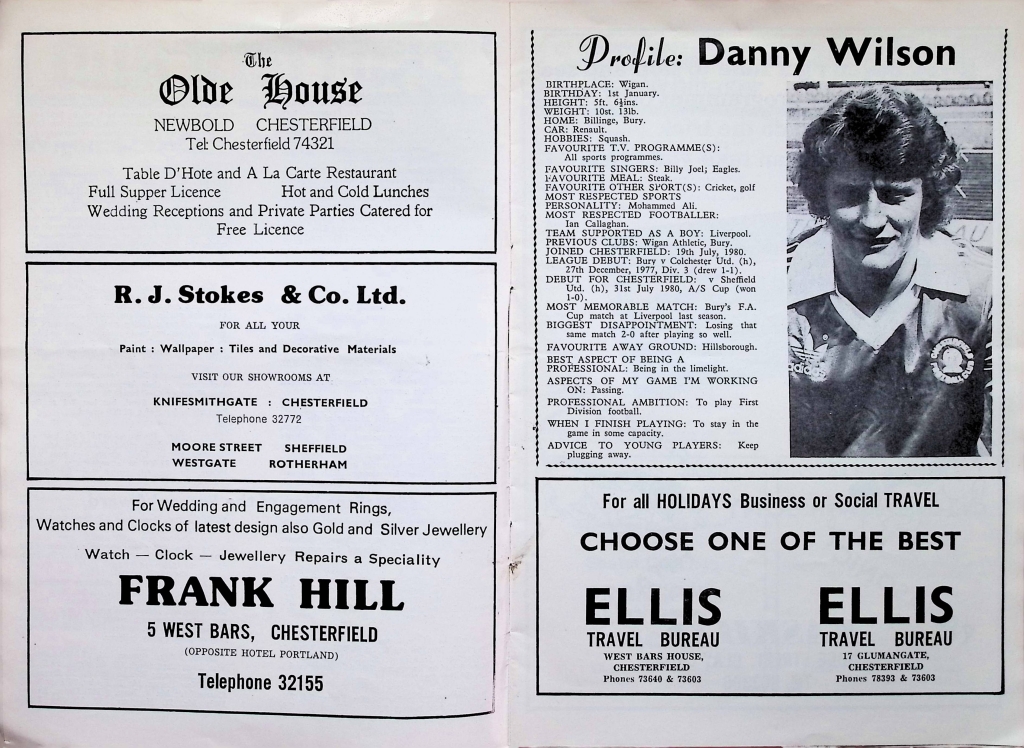 The
Olde House
NEWBOLD CHESTERFIELD
Tel: Chesterfield 74321
Table D'Hote and A La Carte Restaurant
Full Supper Licence Hot and Cold Lunches
Wedding Receptions and Private Parties Catered for
Free Licence
R. J. Stokes & Co. Ltd.
FOR ALL YOUR
Paint : Wallpaper : Tiles and Decorative Materials
VISIT OUR SHOWROOMS AT
KNIFESMITHGATE : CHESTERFIELD
Telephone 32772
MOORE STREET SHEFFIELD
WESTGATE ROTHERHAM
For Wedding and Engagement Rings,
Watches and Clocks of latest design also Gold and Silver Jewellery
Watch — Clock — Jewellery Repairs a Speciality
FRANK HILL
5 WEST BARS, CHESTERFIELD
(OPPOSITE HOTEL PORTLAND)
Telephone 32155
Profile: Danny Wilson
BIRTHPLACE: Wigan.
BIRTHDAY: 1st January.
HEIGHT: 5ft. 6½ins.
WEIGHT: 10st. 13lb.
HOME: Billinge, Bury.
CAR: Renault.
HOBBIES: Squash.
FAVOURITE T.V. PROGRAMME(S):
All sports programmes.
FAVOURITE SINGERS: Billy Joel; Eagles.
FAVOURITE MEAL: Steak.
FAVOURITE OTHER SPORT(S): Cricket, golf
MOST RESPECTED SPORTS
PERSONALITY: Mohammed Ali.
MOST RESPECTED FOOTBALLER:
Ian Callaghan.
TEAM SUPPORTED AS A BOY: Liverpool.
PREVIOUS CLUBS: Wigan Athletic, Bury.
JOINED CHESTERFIELD: 19th July, 1980.
LEAGUE DEBUT: Bury v Colchester Utd. (h),
27th December, 1977, Div. 3 (drew 1-1).
DEBUT FOR CHESTERFIELD: v Sheffield
Utd. (h), 31st July 1980, A/S Cup (won
1-0).
MOST MEMORABLE MATCH: Bury's F.A.
Cup match at Liverpool last season.
BIGGEST DISAPPOINTMENT: Losing that
same match 2-0 after playing so well.
FAVOURITE AWAY GROUND: Hillsborough.
BEST ASPECT OF BEING A
PROFESSIONAL: Being in the limelight.
ASPECTS OF MY GAME I'M WORKING
ON: Passing.
PROFESSIONAL AMBITION: To play First
Division football.
WHEN I FINISH PLAYING: To stay in the
game in some capacity.
ADVICE TO YOUNG PLAYERS: Keep
plugging away.
adidas
For all HOLIDAYS Business or Social TRAVEL
CHOOSE ONE OF THE BEST
ELLIS ELLIS
TRAVEL BUREAU TRAVEL BUREAU
WEST BARS HOUSE, 17 GLUMANGATE,
CHESTERFIELD CHESTERFIELD
Phones 73640 & 73603 Phones 78393 & 73603